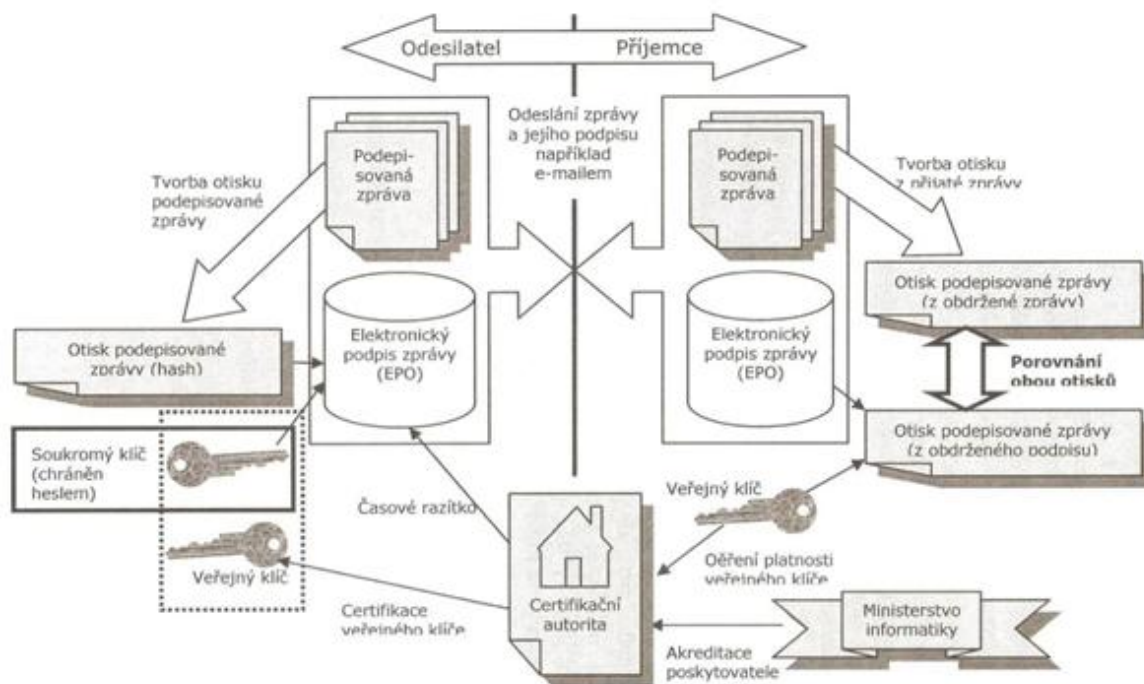 Odesilatel
Příjemce
Odeslání zprávy
a jejího podpisu
například
e-mailem
Podepi-
sovaná
zpráva
Podepi-
sovaná
zpráva
Tvorba otisku
podepisované
zprávy
Tvorba otisku
z přijaté zprávy
Otisk podepisované zprávy
(z obdržené zprávy)
Elektronický
podpis zprávy
(EPO)
Elektronický
podpis zprávy
(EPO)
Otisk podepisované
zprávy (hash)
Porovnání
obou otisků
Otisk podepisované zprávy
(z obdrženého podpisu)
Soukromý klíč
(chráněn
heslem)
Časové razítko
Veřejný klíč
Veřejný klíč
Oěření platnosti
veřejného klíče
Certifikace
veřejného klíče
Certifikační
autorita
Ministerstvo
informatiky
Akreditace
poskytovatele